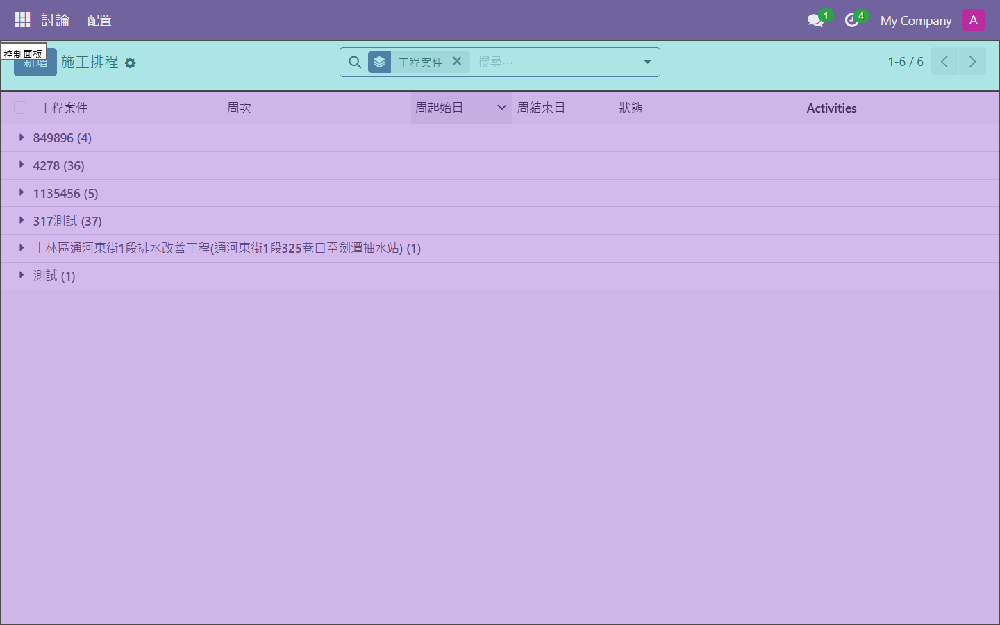 討論 配置 1 4 My Company A
控制面板
新增 施工排程 工程案件 搜尋... 1-6 / 6
工程案件 周次 周起始日 周結束日 狀態 Activities
849896 (4)
4278 (36)
1135456 (5)
317測試 (37)
士林區通河東街1段排水改善工程(通河東街1段325巷口至劍潭抽水站) (1)
測試 (1)